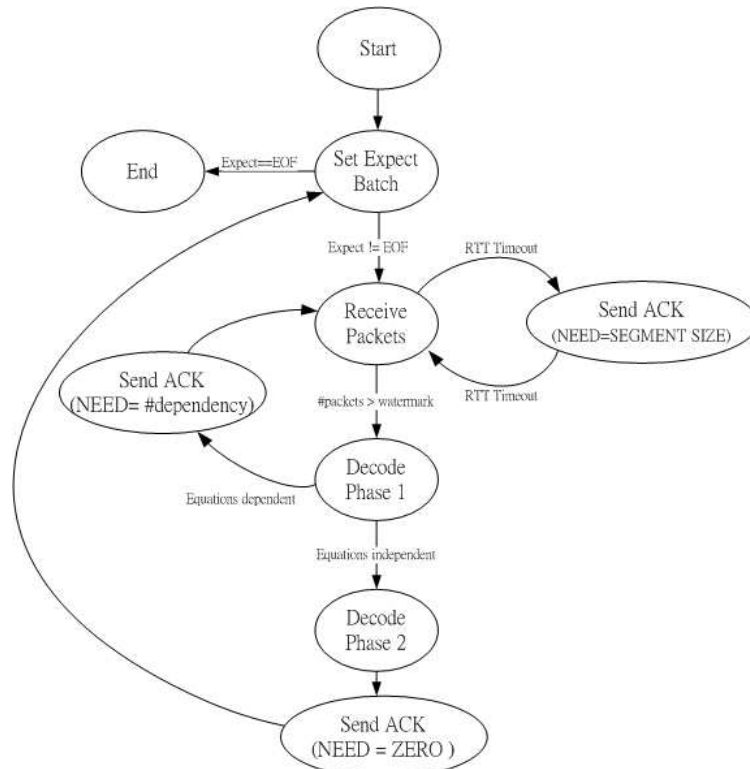 Start
End
Expect==EOF
Set Expect
Batch
Expect != EOF
RTT Timeout
Receive
Packets
Send ACK
(NEED=SEGMENT SIZE)
Send ACK
(NEED= #dependency)
#packets > watermark
RTT Timeout
Decode
Phase 1
Equations dependent
Equations independent
Decode
Phase 2
Send ACK
(NEED = ZERO )